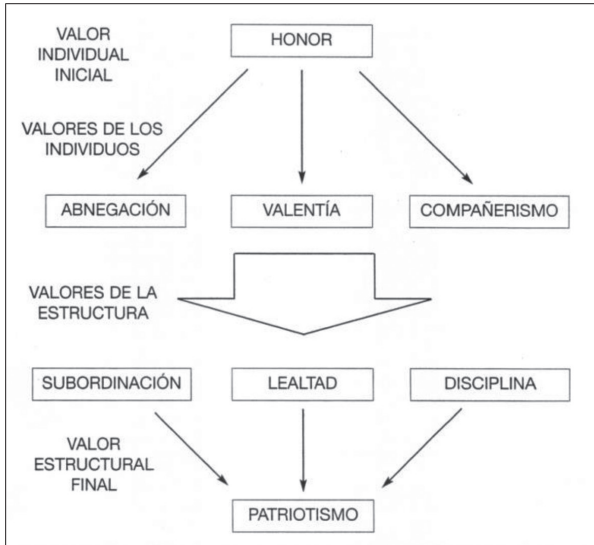 VALOR
INDIVIDUAL
INICIAL
HONOR
VALORES DE LOS
INDIVIDUOS
ABNEGACIÓN
VALENTÍA
COMPAÑERISMO
VALORES DE LA
ESTRUCTURA
SUBORDINACIÓN
LEALTAD
DISCIPLINA
VALOR
ESTRUCTURAL
FINAL
PATRIOTISMO